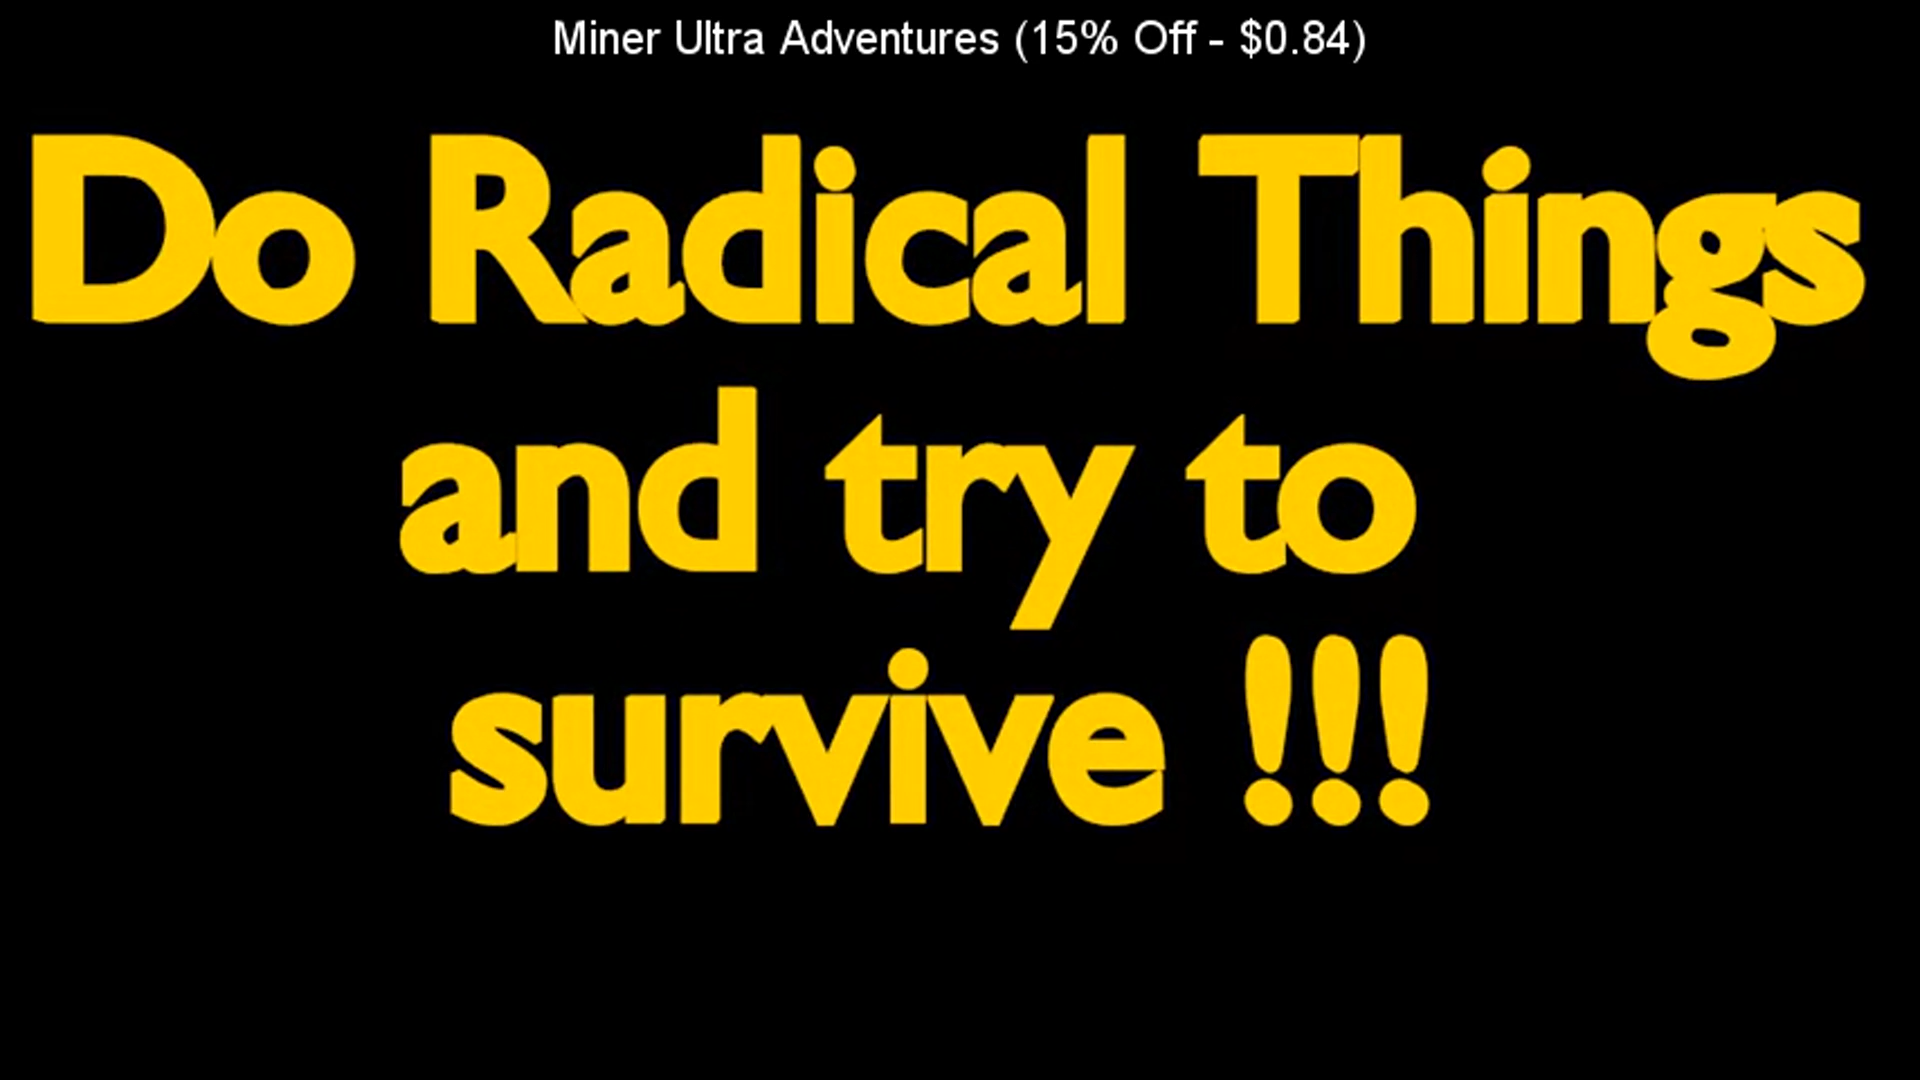 Miner Ultra Adventures (15% Off - $0.84)
Do Radical Things
and try to
survive !!!